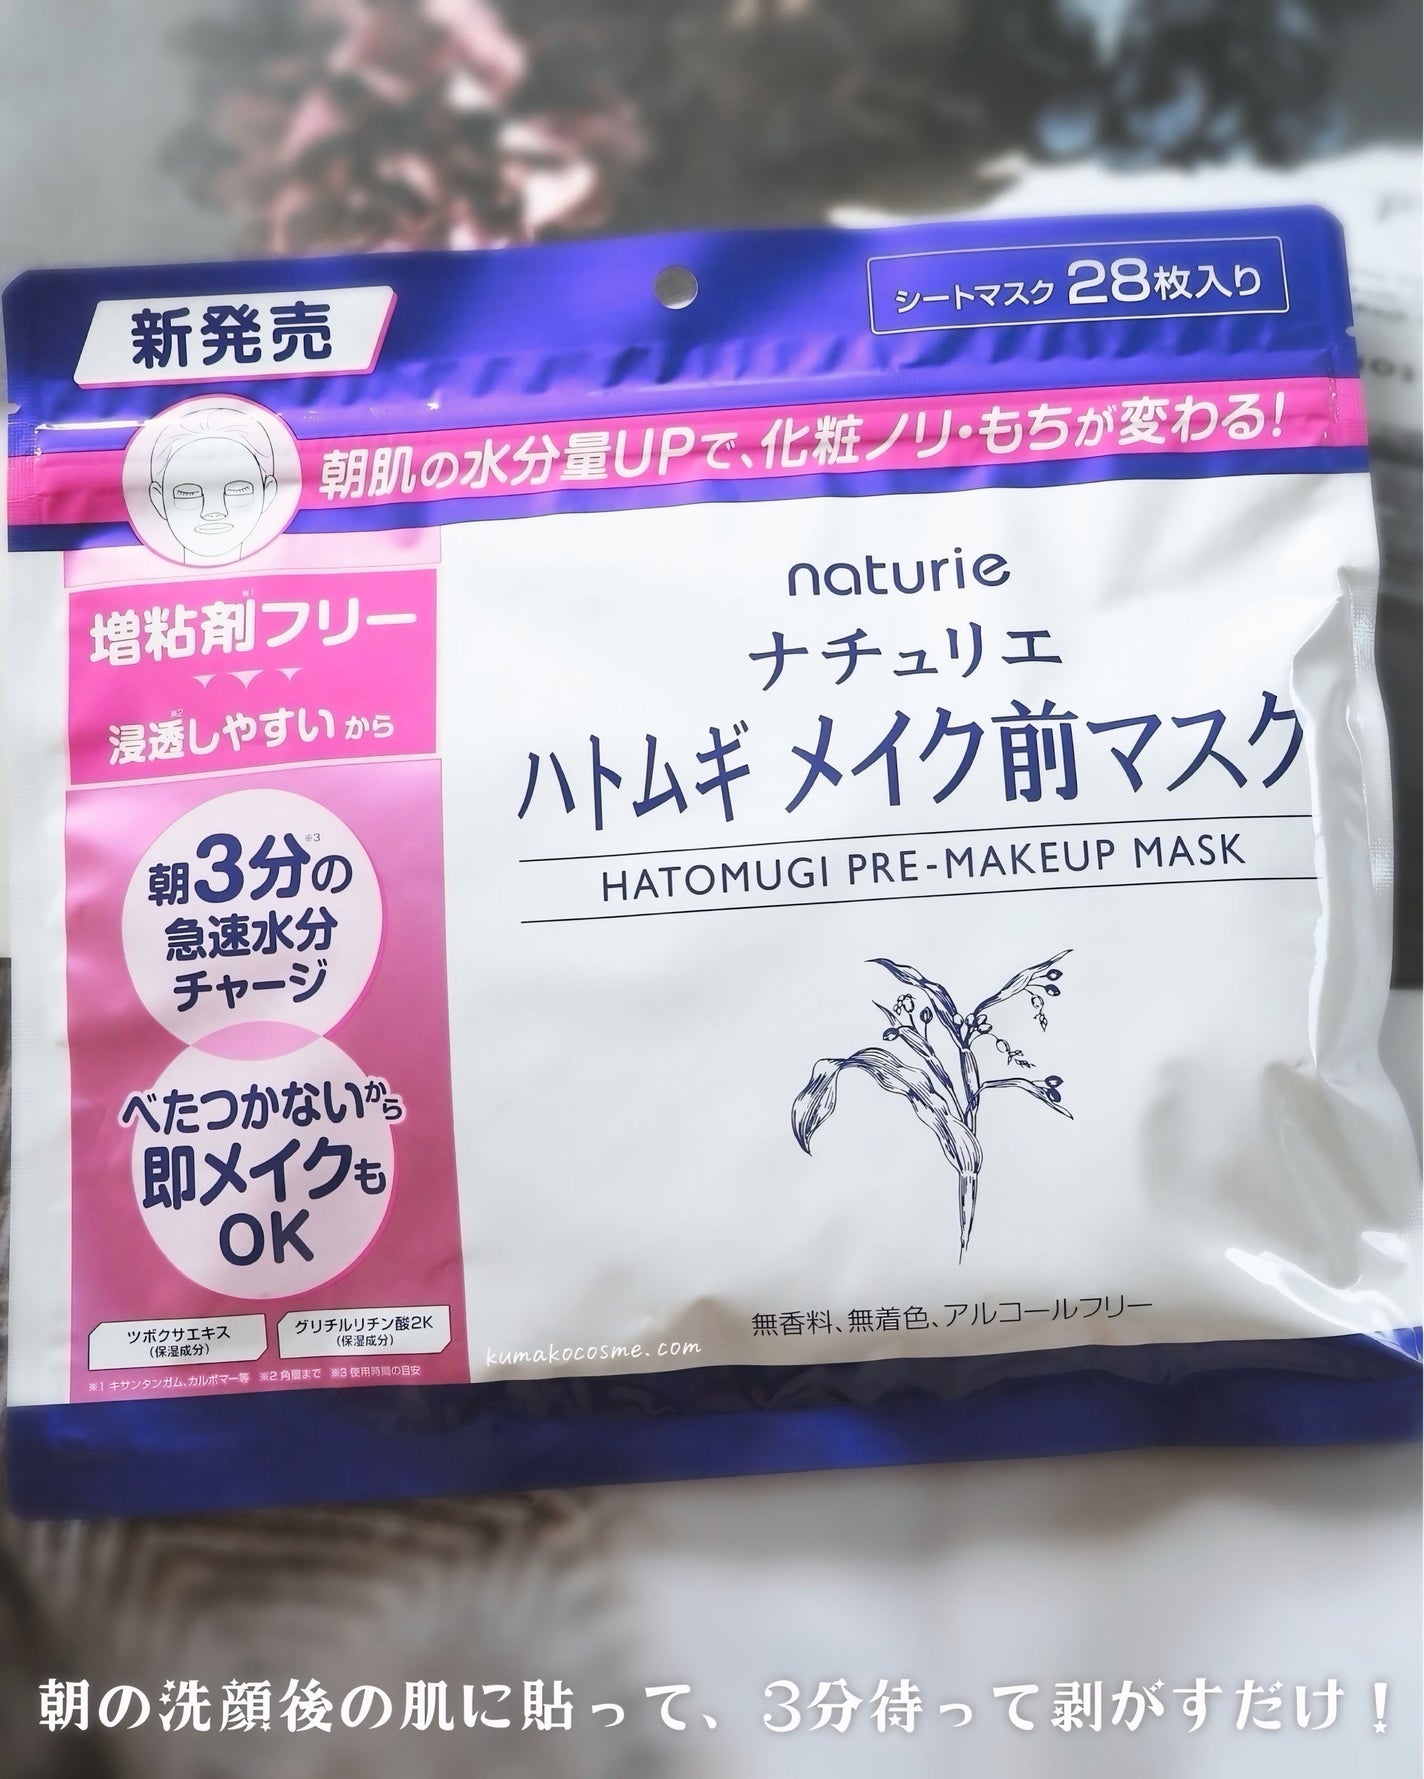 新発売
シートマスク 28枚入り
朝肌の水分量UPで、化粧ノリ・もちが変わる!
naturie
ナチュリエ
ハトムギ メイク前マスク
HATOMUGI PRE-MAKEUP MASK
増粘剤※1フリー
浸透※2しやすいから
朝3分※3の
急速水分
チャージ
べたつかないから
即メイクも
OK
ツボクサエキス
(保湿成分)
グリチルリチン酸2K
(保湿成分)
※1 キサンタンガム、カルボマー等 ※2 角層まで ※3 使用時間の目安
無香料、無着色、アルコールフリー
kumakocosme.com
朝の洗顔後の肌に貼って、3分待って剥がすだけ！